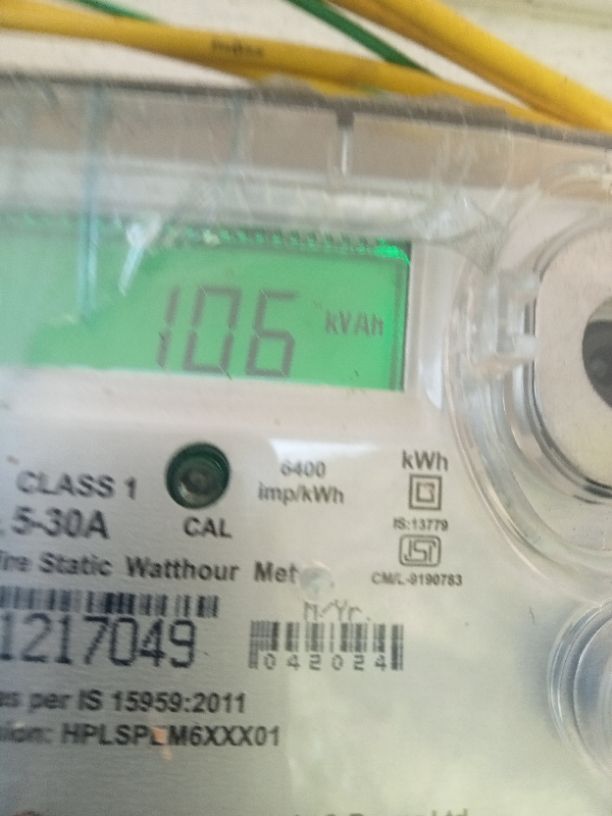 106 kVAh
CLASS 1
5-30A
CAL
6400
imp/kWh
kWh
IS:13779
ISI
CM/L-9190783
Static Watthour
M/Yr.
1217049
042024
as per IS 15959:2011